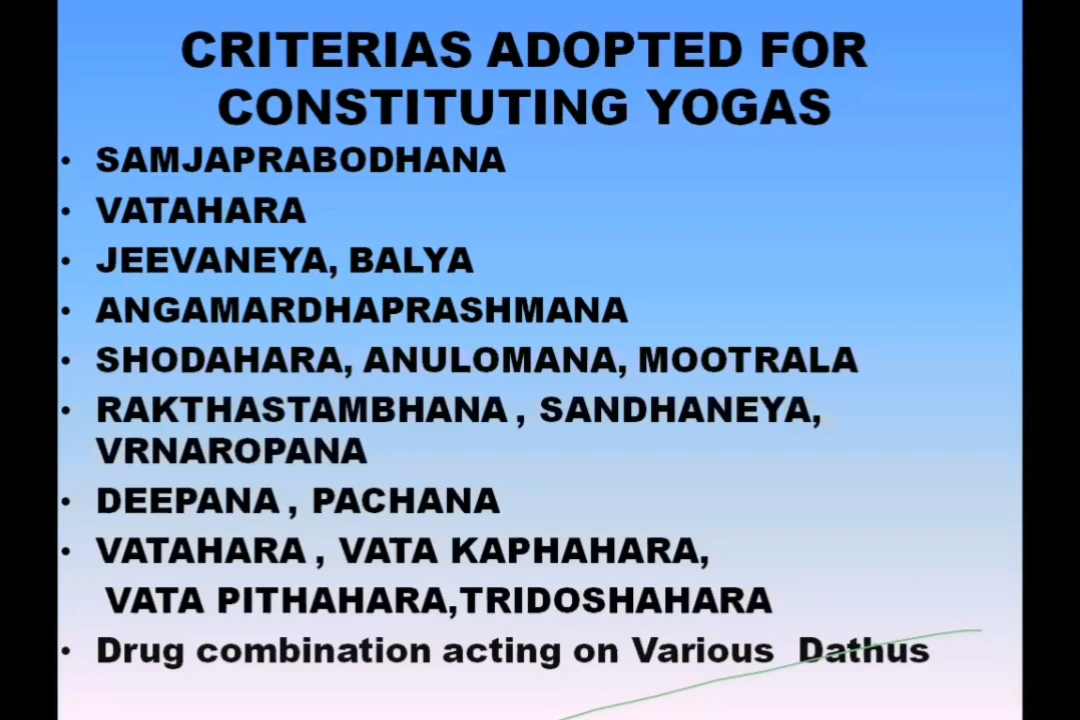 CRITERIAS ADOPTED FOR
CONSTITUTING YOGAS
• SAMJAPRABODHANA
• VATAHARA
• JEEVANEYA, BALYA
• ANGAMARDHAPRASHMANA
• SHODAHARA, ANULOMANA, MOOTRALA
• RAKTHASTAMBHANA , SANDHANEYA,
VRNAROPANA
• DEEPANA , PACHANA
• VATAHARA , VATA KAPHAHARA,
VATA PITHAHARA,TRIDOSHAHARA
• Drug combination acting on Various Dathus